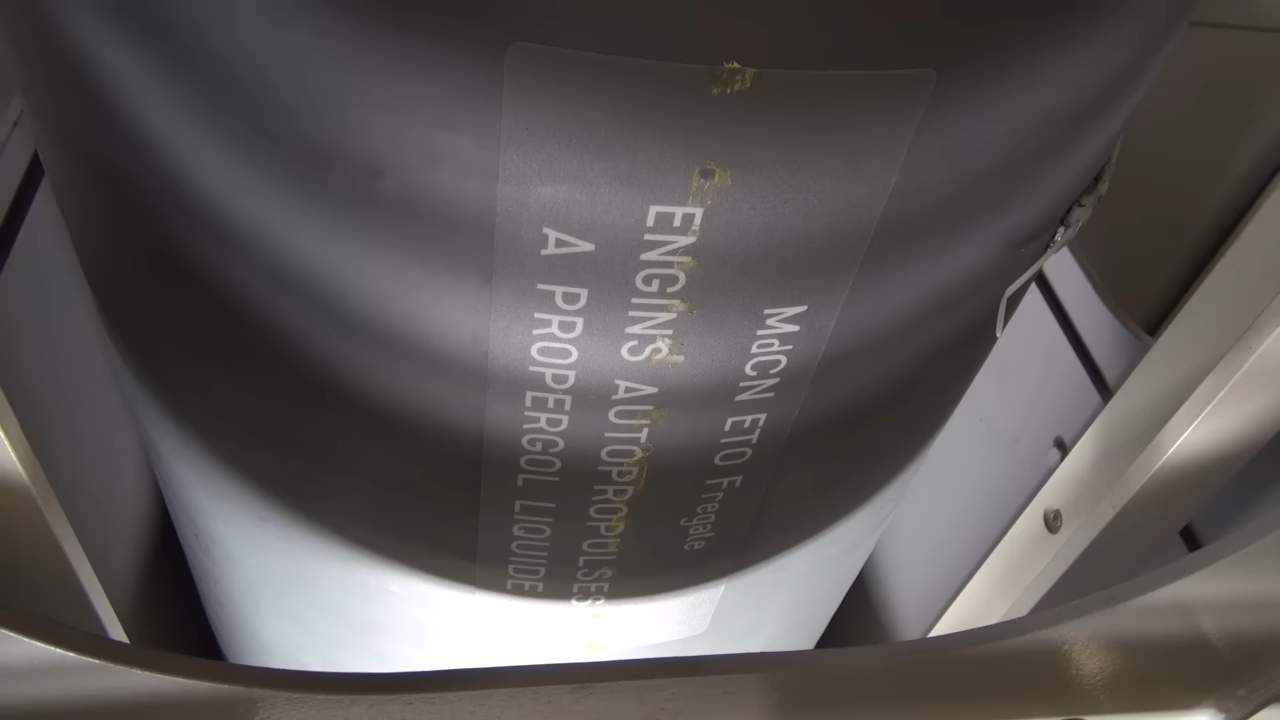 MdCN ETO Fregate
ENGINS AUTOPROPULSES
A PROPERGOL LIQUIDE